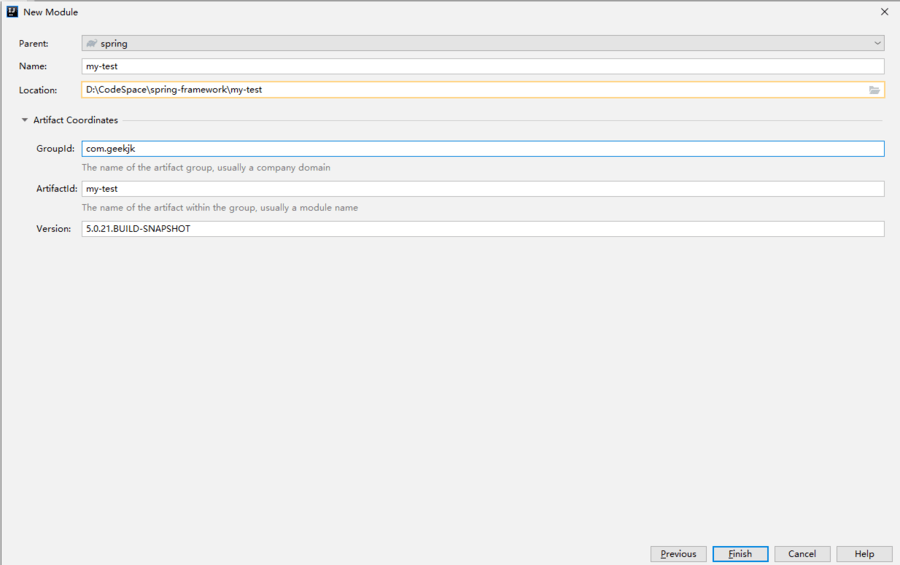 New Module
Parent: spring
Name: my-test
Location: D:\CodeSpace\spring-framework\my-test
Artifact Coordinates
GroupId: com.geekjk
The name of the artifact group, usually a company domain
ArtifactId: my-test
The name of the artifact within the group, usually a module name
Version: 5.0.21.BUILD-SNAPSHOT
Previous Finish Cancel Help